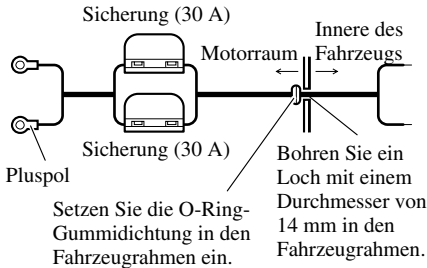 Sicherung (30 A)
Motorraum
Innere des
Fahrzeugs
Sicherung (30 A)
Pluspol
Setzen Sie die O-Ring-
Gummidichtung in den
Fahrzeugrahmen ein.
Bohren Sie ein
Loch mit einem
Durchmesser von
14 mm in den
Fahrzeugrahmen.